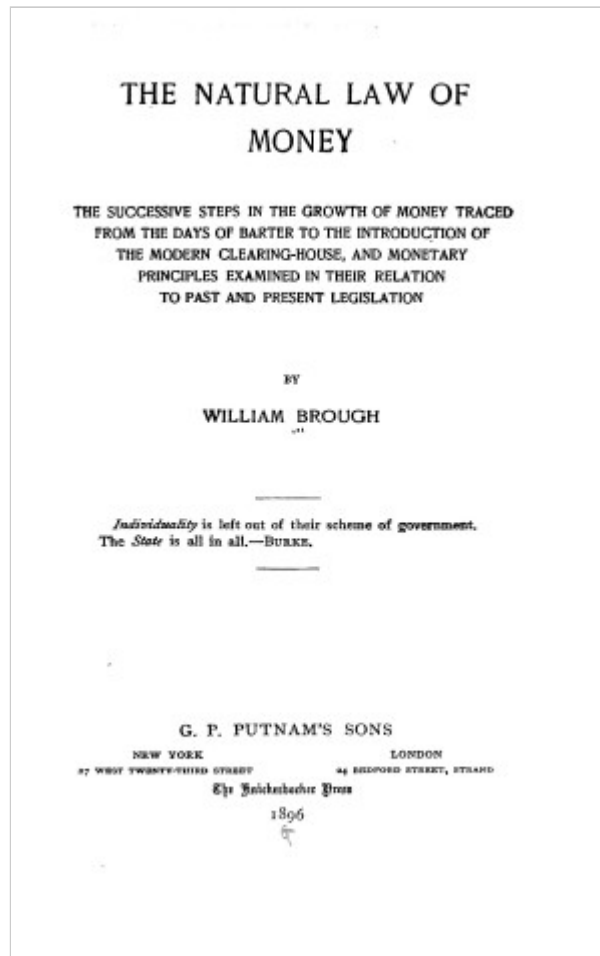 THE NATURAL LAW OF
MONEY
THE SUCCESSIVE STEPS IN THE GROWTH OF MONEY TRACED
FROM THE DAYS OF BARTER TO THE INTRODUCTION OF
THE MODERN CLEARING-HOUSE, AND MONETARY
PRINCIPLES EXAMINED IN THEIR RELATION
TO PAST AND PRESENT LEGISLATION
BY
WILLIAM BROUGH
Individuality is left out of their scheme of government.
The State is all in all.—BURKE.
G. P. PUTNAM'S SONS
NEW YORK LONDON
27 WEST TWENTY-THIRD STREET 24 BEDFORD STREET, STRAND
The Knickerbocker Press
1896